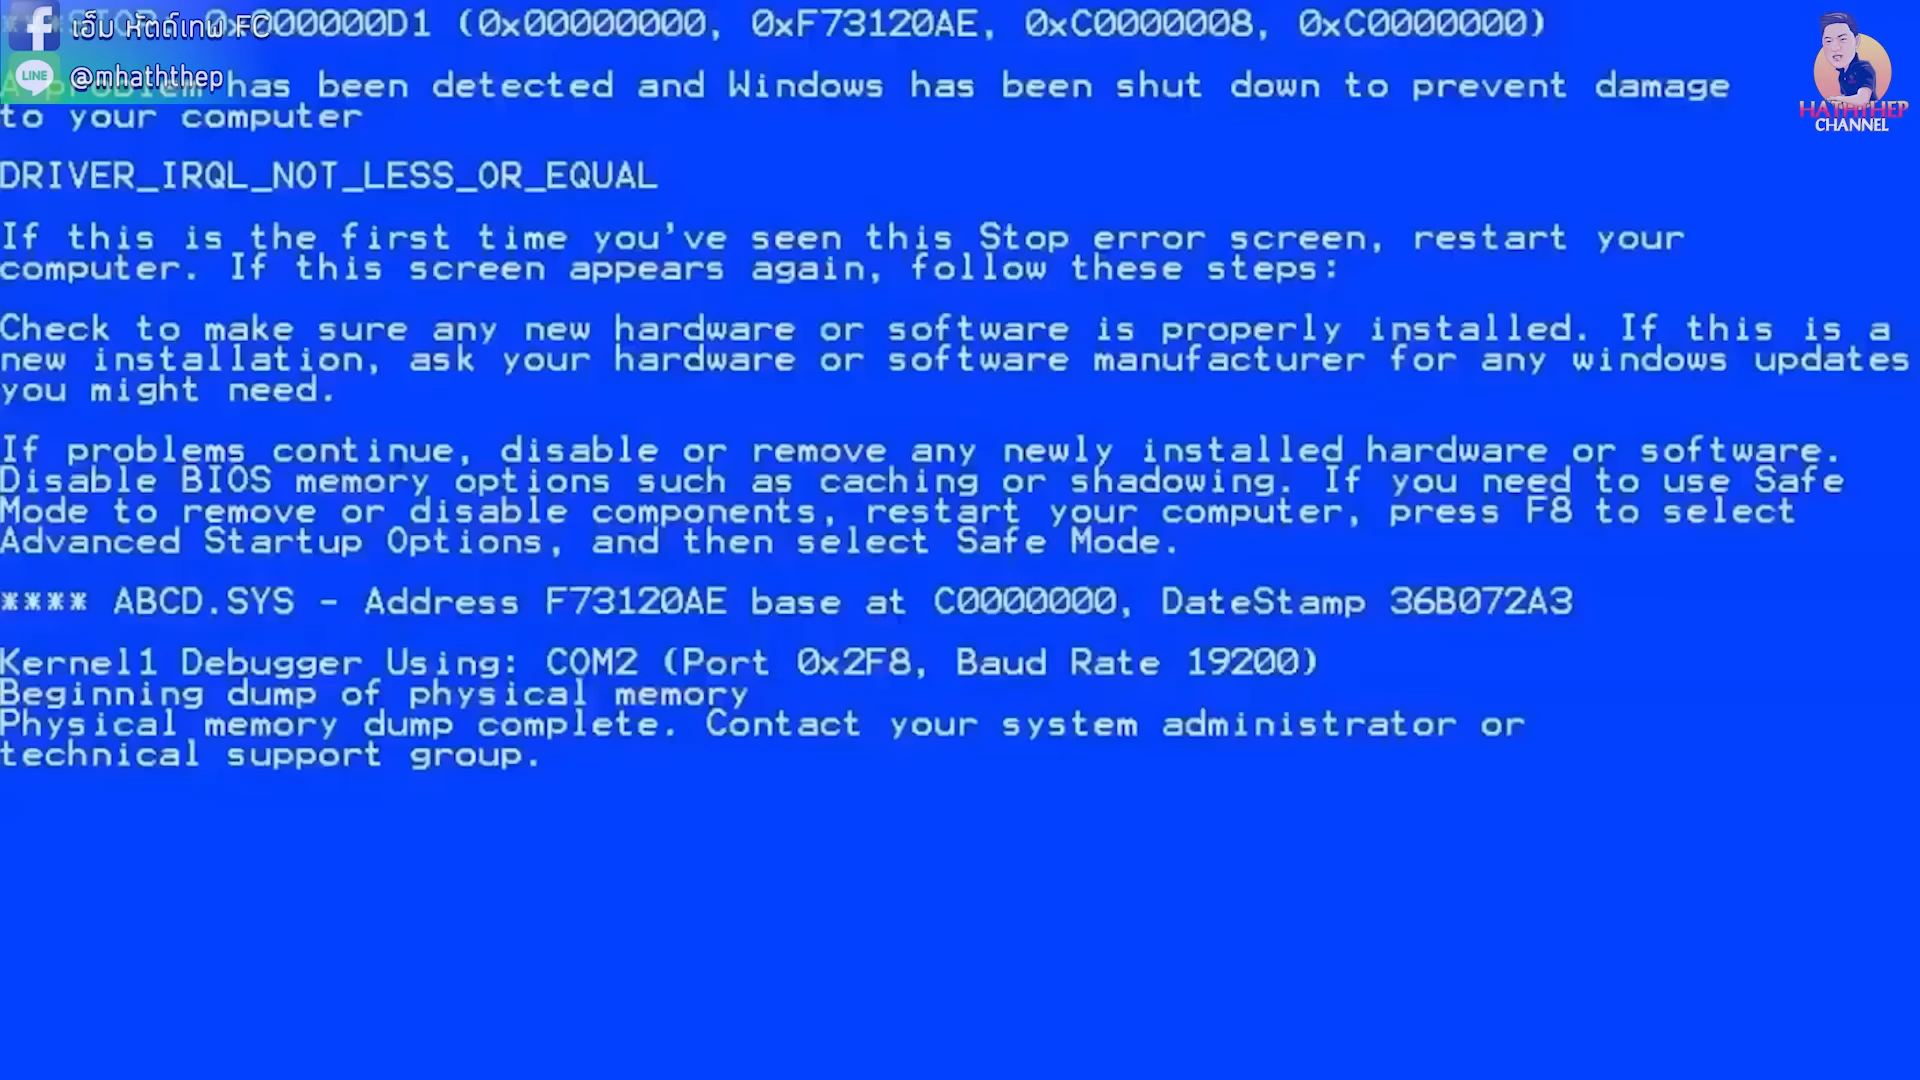 เอ็ม หัตถ์เทพ FC
0xC00000D1 (0x00000000, 0xF73120AE, 0xC0000008, 0xC0000000)
LINE @mhaththep
has been detected and Windows has been shut down to prevent damage
to your computer
HATHTHEP
CHANNEL
DRIVER_IRQL_NOT_LESS_OR_EQUAL
If this is the first time you've seen this Stop error screen, restart your
computer. If this screen appears again, follow these steps:
Check to make sure any new hardware or software is properly installed. If this is a
new installation, ask your hardware or software manufacturer for any windows updates
you might need.
If problems continue, disable or remove any newly installed hardware or software.
Disable BIOS memory options such as caching or shadowing. If you need to use Safe
Mode to remove or disable components, restart your computer, press F8 to select
Advanced Startup Options, and then select Safe Mode.
**** ABCD.SYS - Address F73120AE base at C0000000, DateStamp 36B072A3
Kernel1 Debugger Using: COM2 (Port 0x2F8, Baud Rate 19200)
Beginning dump of physical memory
Physical memory dump complete. Contact your system administrator or
technical support group.